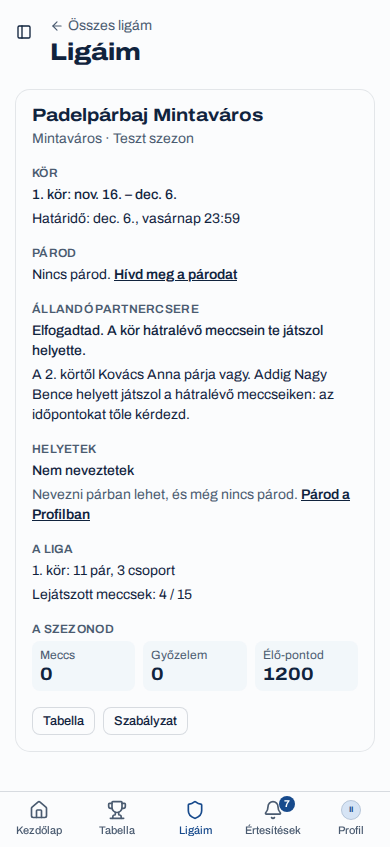 Összes ligám
Ligáim
Padelpárbaj Mintaváros
Mintaváros · Teszt szezon
KÖR
1. kör: nov. 16. – dec. 6.
Határidő: dec. 6., vasárnap 23:59
PÁROD
Nincs párod. Hívd meg a párodat
ÁLLANDÓ PARTNERCSERE
Elfogadtad. A kör hátralévő meccsein te játszol
helyette.
A 2. körtől Kovács Anna párja vagy. Addig Nagy
Bence helyett játszol a hátralévő meccseiken: az
időpontokat tőle kérdezd.
HELYETEK
Nem neveztetek
Nevezni párban lehet, és még nincs párod. Párod a
Profilban
A LIGA
1. kör: 11 pár, 3 csoport
Lejátszott meccsek: 4 / 15
A SZEZONOD
Meccs Győzelem Élő-pontod
0 0 1200
Tabella Szabályzat
7 II
Kezdőlap Tabella Ligáim Értesítések Profil